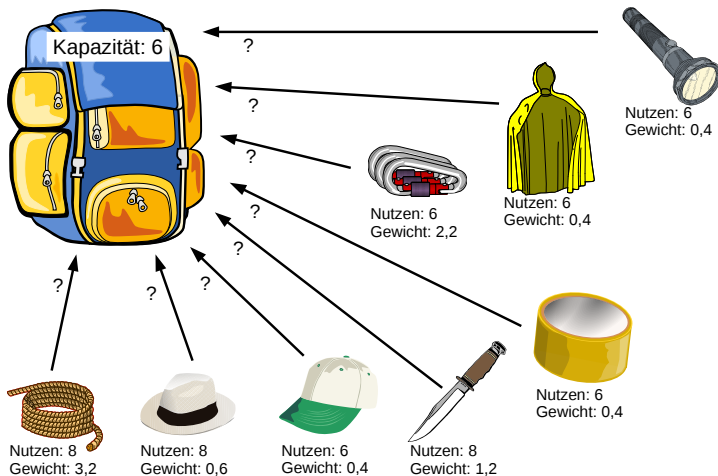 Kapazität: 6
?
?
?
?
?
?
?
?
Nutzen: 6
Gewicht: 0,4
Nutzen: 6
Gewicht: 0,4
Nutzen: 6
Gewicht: 2,2
Nutzen: 6
Gewicht: 0,4
Nutzen: 8
Gewicht: 3,2
Nutzen: 8
Gewicht: 0,6
Nutzen: 6
Gewicht: 0,4
Nutzen: 8
Gewicht: 1,2